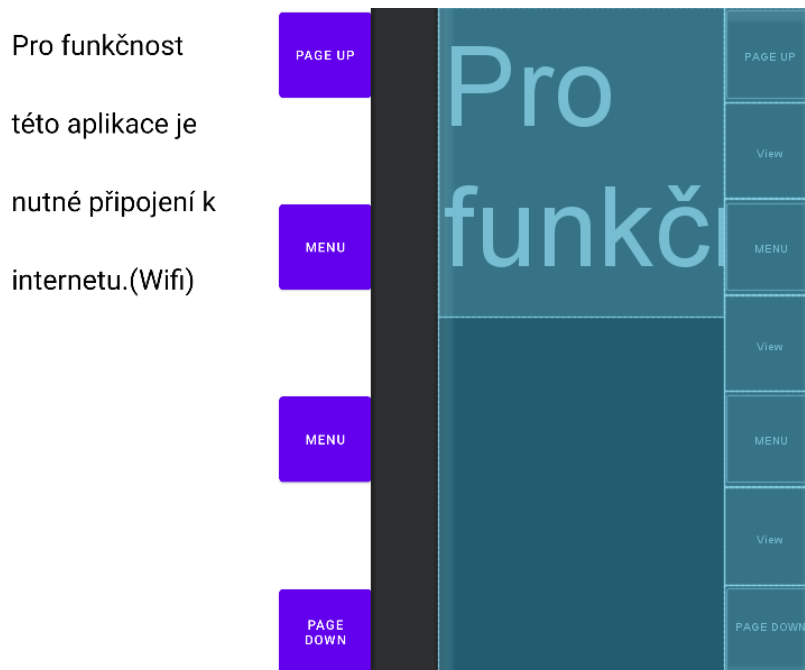 Pro funkčnost
této aplikace je
nutné připojení k
internetu.(Wifi)
PAGE UP
MENU
MENU
PAGE
DOWN
Pro
funkč
PAGE UP
View
MENU
View
MENU
View
PAGE DOWN